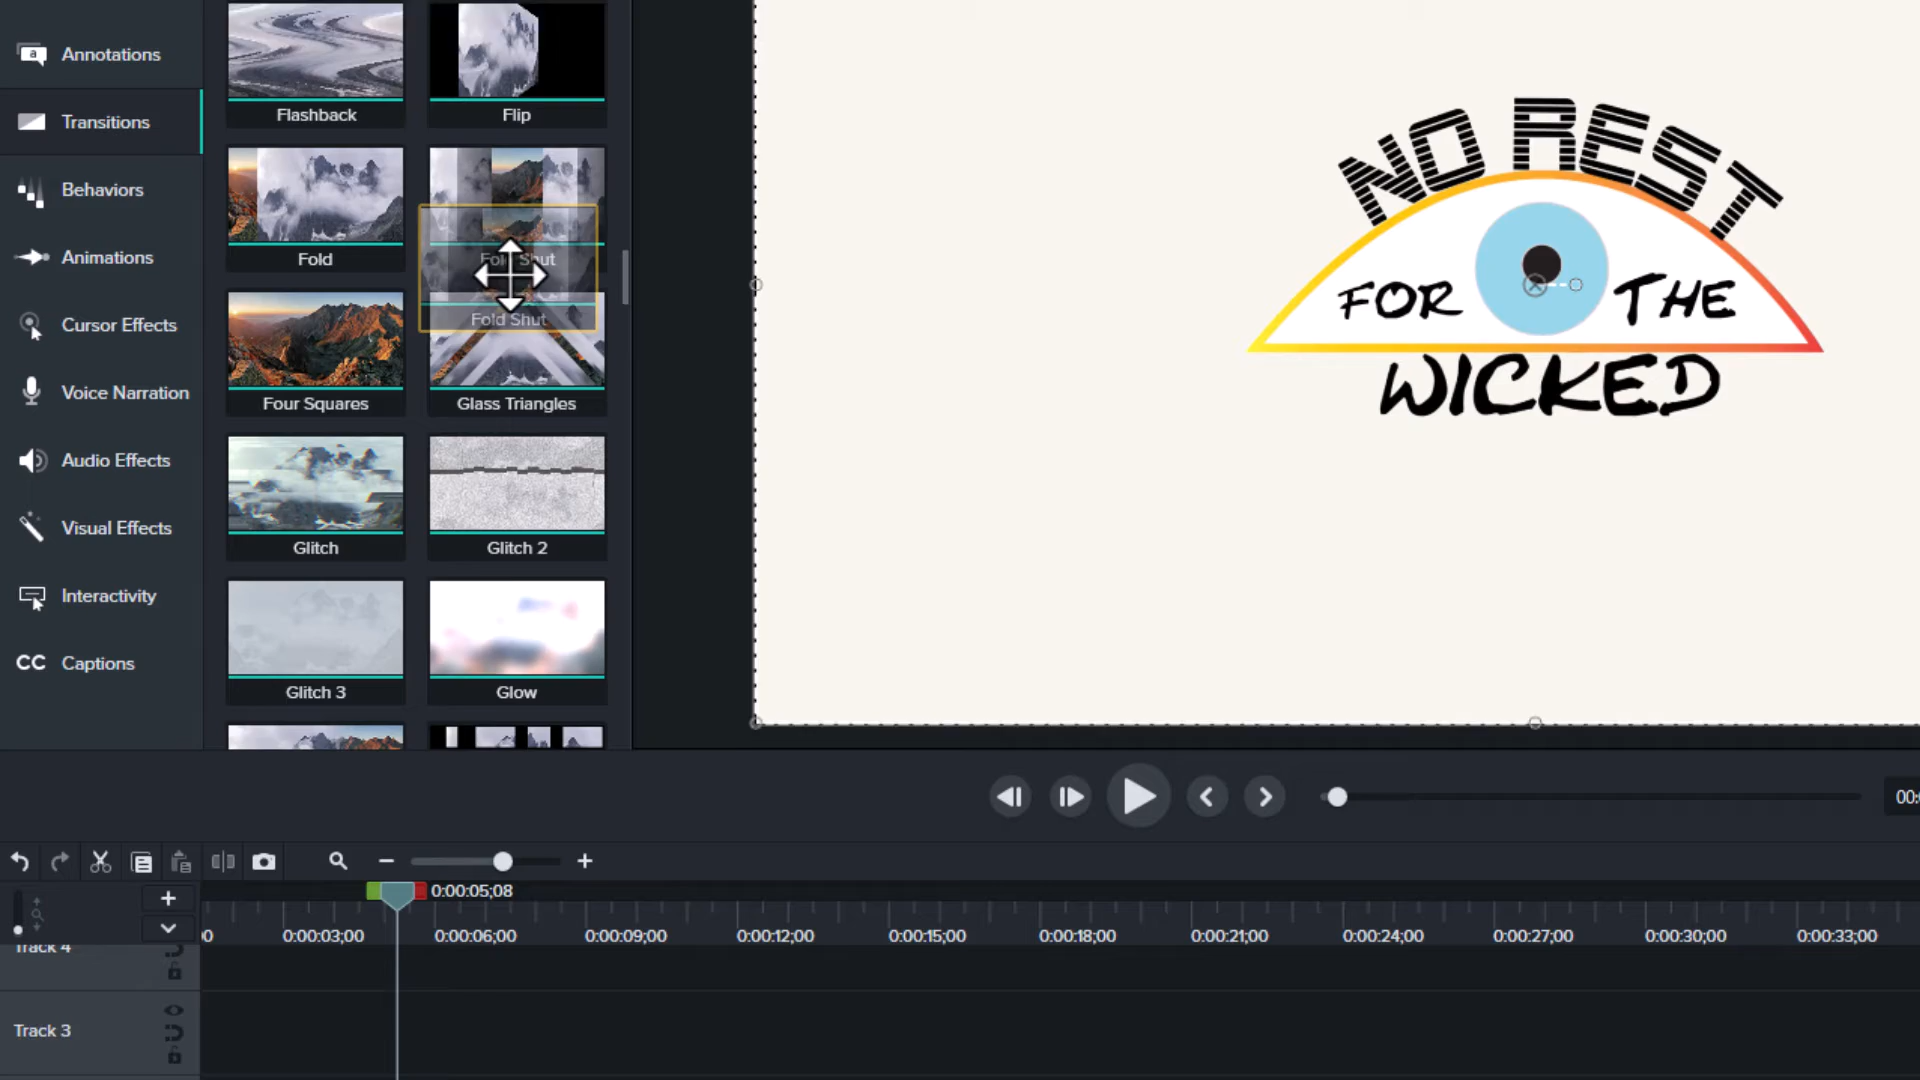 Annotations
Transitions
Behaviors
Animations
Cursor Effects
Voice Narration
Audio Effects
Visual Effects
Interactivity
CC Captions
Flashback
Flip
Fold
Fold Shut
Fold Shut
Four Squares
Glass Triangles
Glitch
Glitch 2
Glitch 3
Glow
NO REST
FOR THE
WICKED
0:00:05;08
0:00:03;00
0:00:06;00
0:00:09;00
0:00:12;00
0:00:15;00
0:00:18;00
0:00:21;00
0:00:24;00
0:00:27;00
0:00:30;00
0:00:33;00
Track 4
Track 3